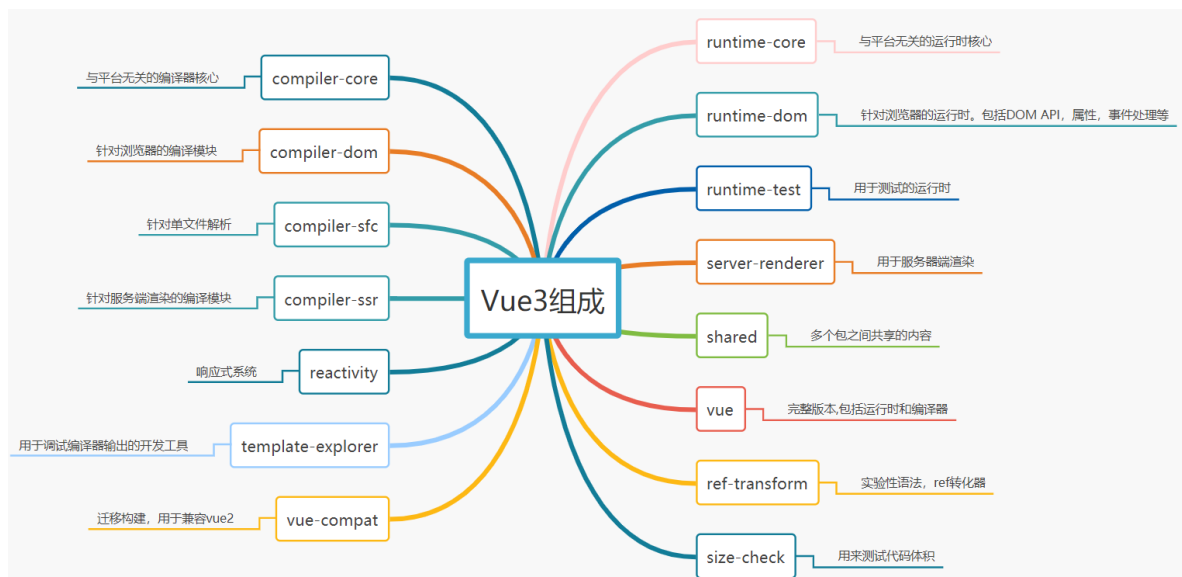 Vue3组成
compiler-core
与平台无关的编译器核心
compiler-dom
针对浏览器的编译模块
compiler-sfc
针对单文件解析
compiler-ssr
针对服务端渲染的编译模块
reactivity
响应式系统
template-explorer
用于调试编译器输出的开发工具
vue-compat
迁移构建，用于兼容vue2
runtime-core
与平台无关的运行时核心
runtime-dom
针对浏览器的运行时。包括DOM API，属性，事件处理等
runtime-test
用于测试的运行时
server-renderer
用于服务器端渲染
shared
多个包之间共享的内容
vue
完整版本,包括运行时和编译器
ref-transform
实验性语法，ref转化器
size-check
用来测试代码体积